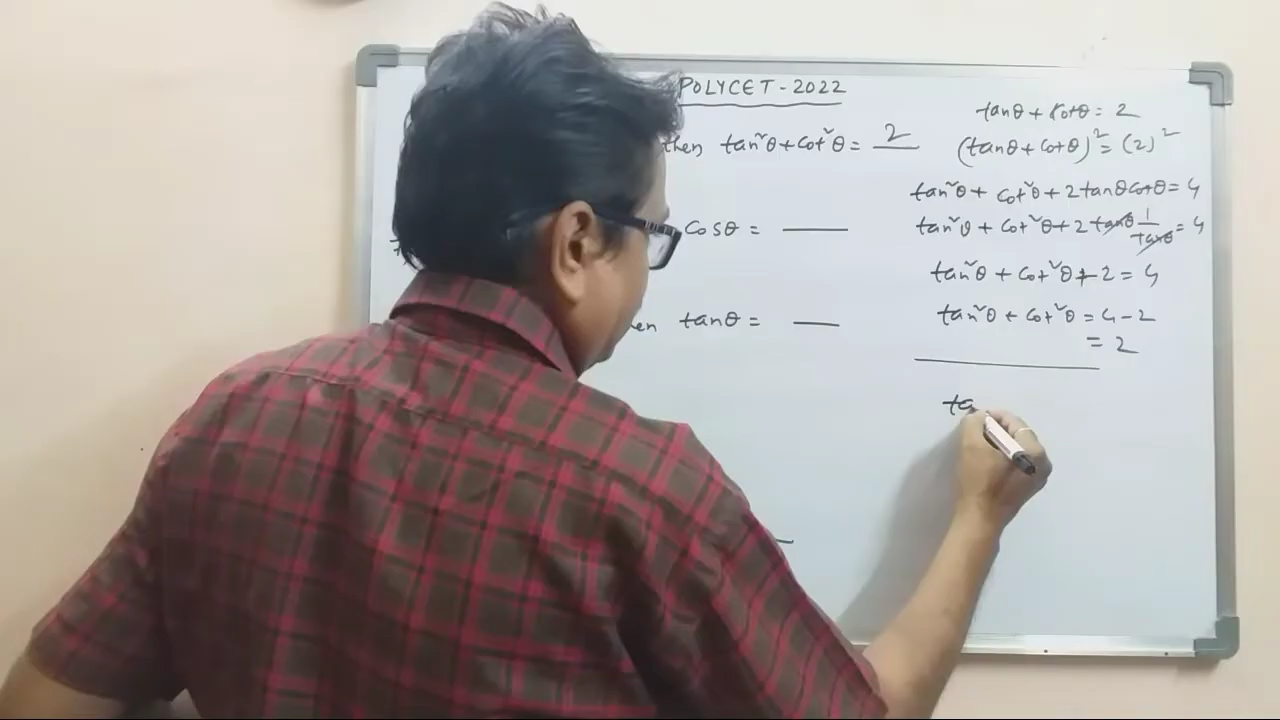 POLYCET - 2022
then tan²θ + cot²θ = 2
Cosθ = ___
en tanθ = ___
tanθ + cotθ = 2
(tanθ + cotθ)² = (2)²
tan²θ + cot²θ + 2 tanθ cotθ = 4
tan²θ + cot²θ + 2 tanθ 1/tanθ = 4
tan²θ + cot²θ + 2 = 4
tan²θ + cot²θ = 4 - 2
= 2
ta